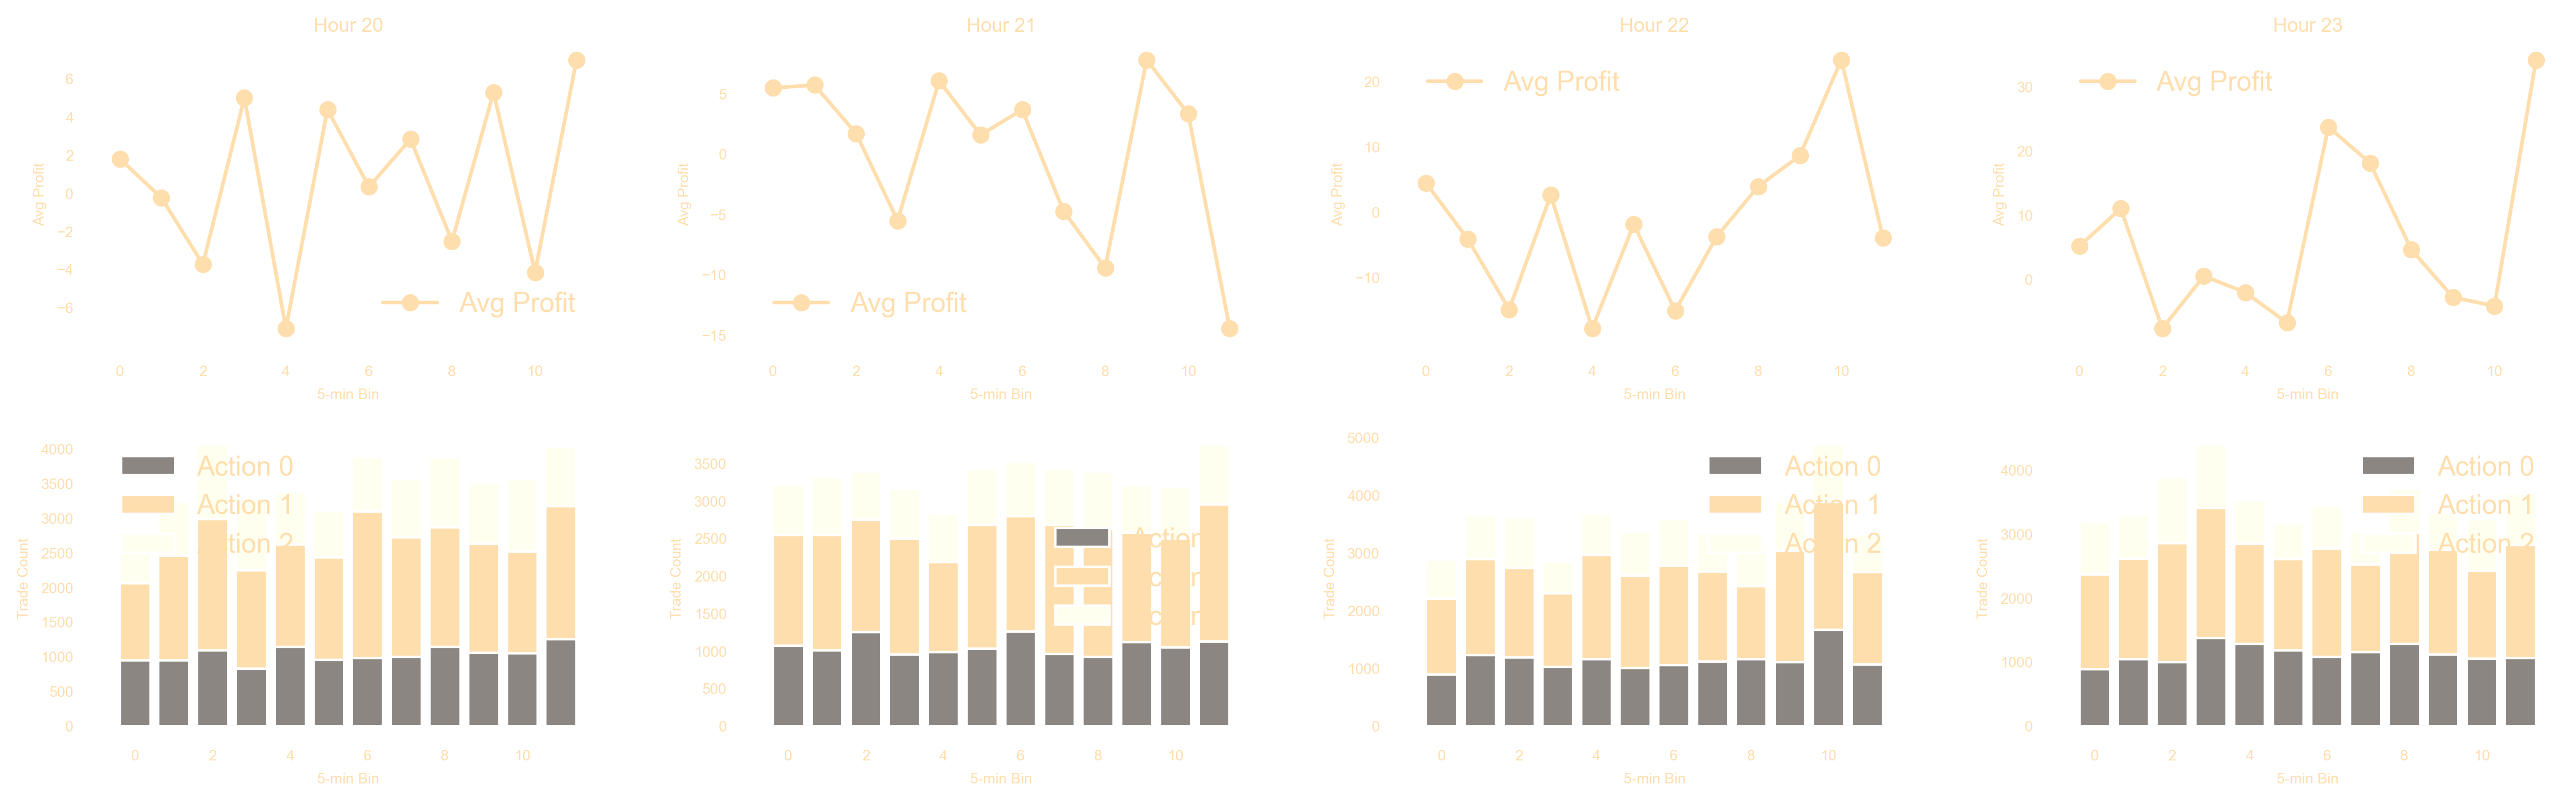 Hour 20
Avg Profit
6
4
2
0
−2
−4
−6
Avg Profit
0 2 4 6 8 10
5-min Bin
Hour 21
Avg Profit
5
0
−5
−10
−15
Avg Profit
0 2 4 6 8 10
5-min Bin
Hour 22
Avg Profit
20
10
0
−10
Avg Profit
0 2 4 6 8 10
5-min Bin
Hour 23
Avg Profit
30
20
10
0
Avg Profit
0 2 4 6 8 10
5-min Bin
Trade Count
4000
3500
3000
2500
2000
1500
1000
500
0
Action 0
Action 1
Action 2
0 2 4 6 8 10
5-min Bin
Trade Count
3500
3000
2500
2000
1500
1000
500
0
Action
0 2 4 6 8 10
5-min Bin
Trade Count
5000
4000
3000
2000
1000
0
Action 0
Action 1
Action 2
0 2 4 6 8 10
5-min Bin
Trade Count
4000
3000
2000
1000
0
Action 0
Action 1
Action 2
0 2 4 6 8 10
5-min Bin